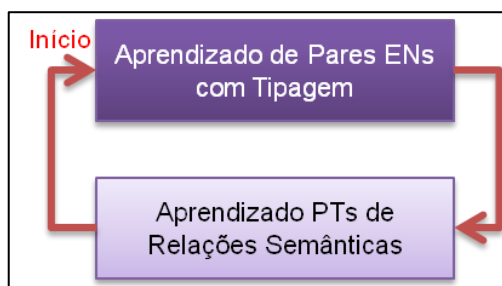 Início
Aprendizado de Pares ENs
com Tipagem
Aprendizado PTs de
Relações Semânticas